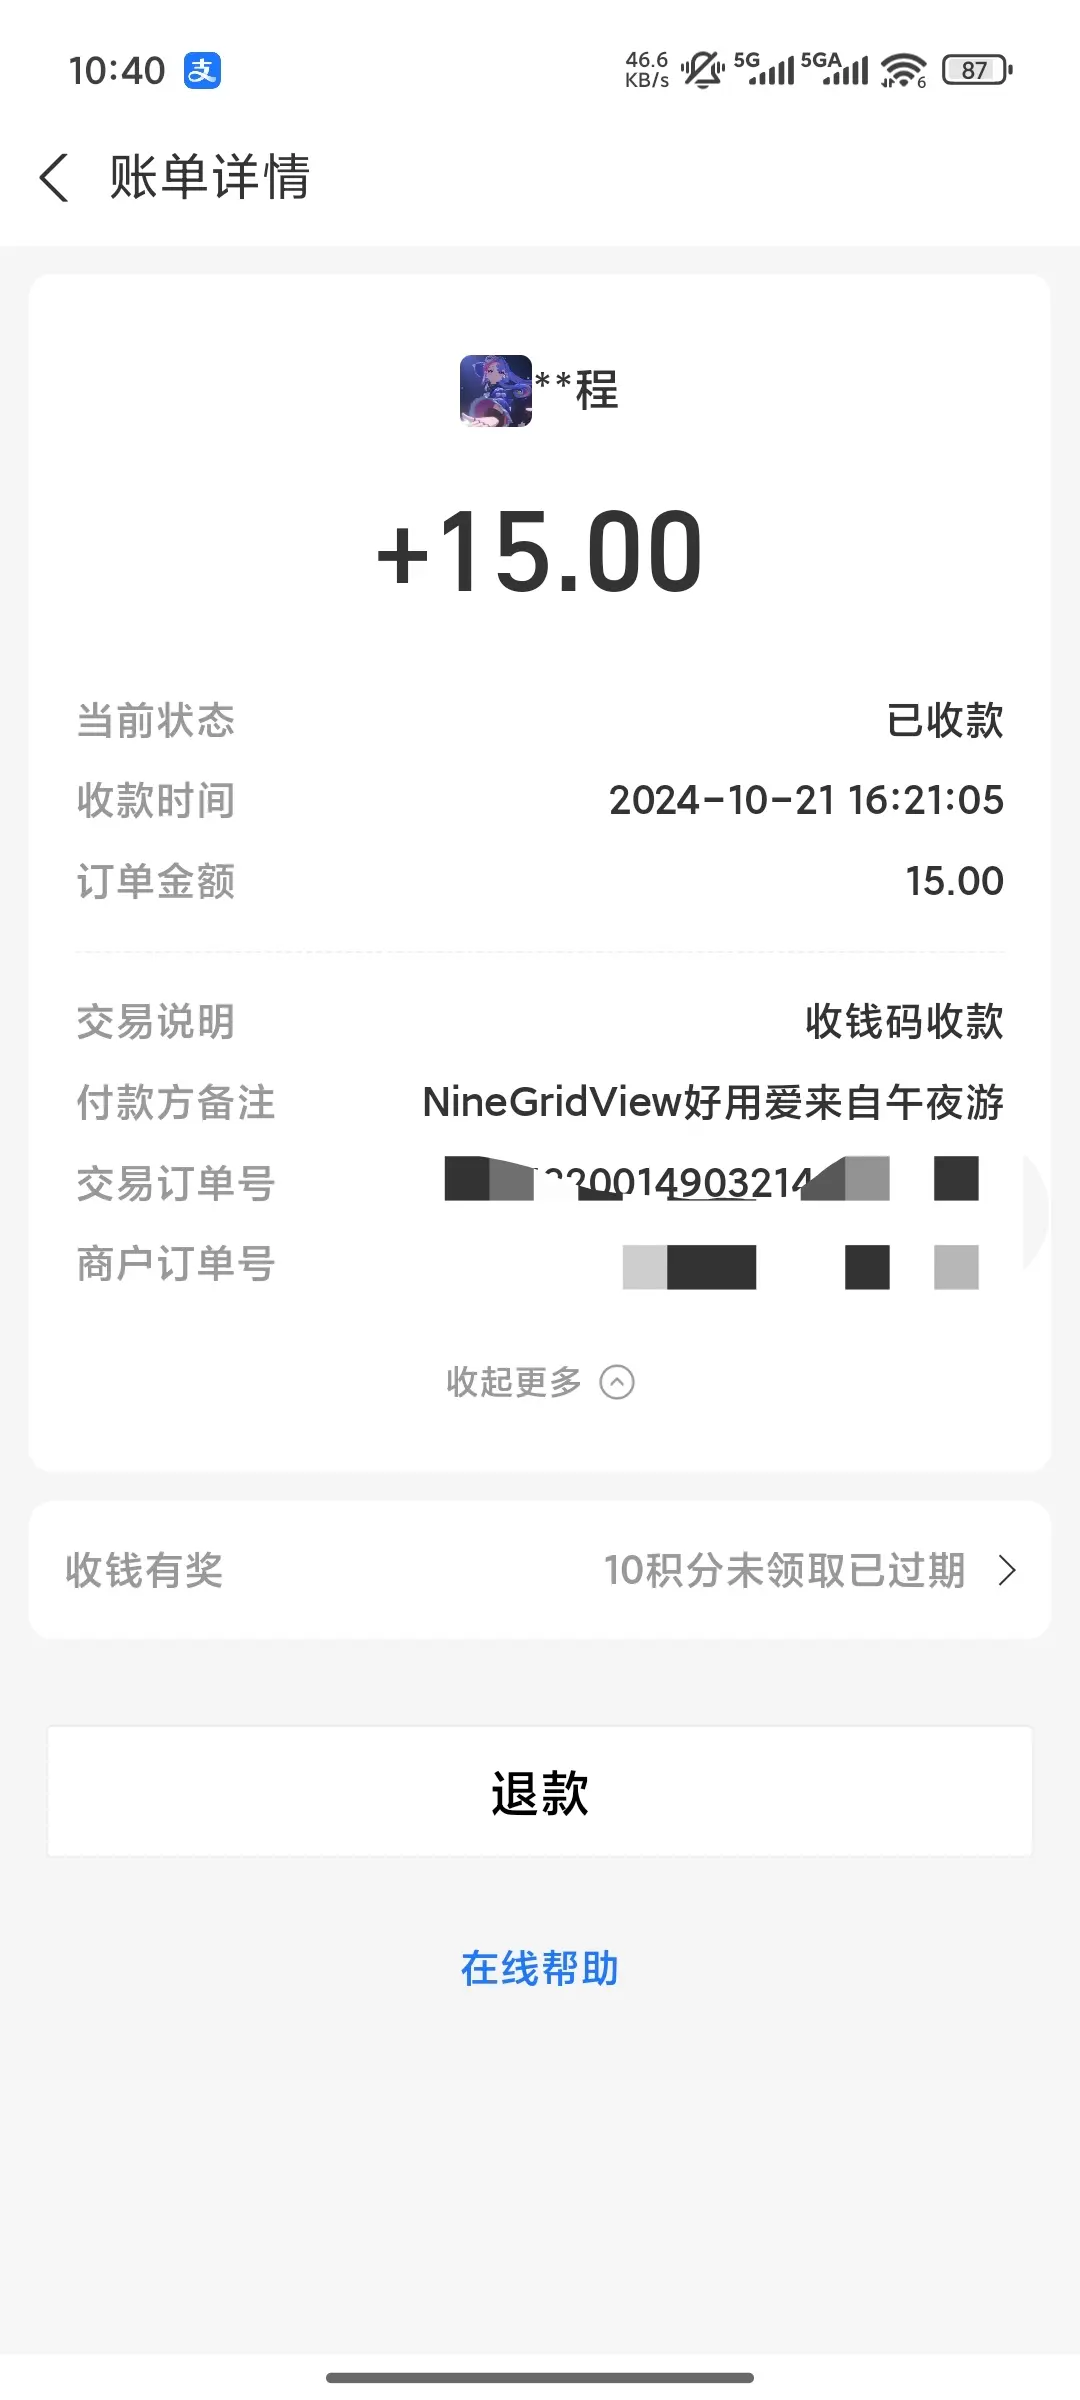 10:40 支 46.6 KB/s 5G 5GA 6 87
账单详情
**程
+15.00
当前状态 已收款
收款时间 2024-10-21 16:21:05
订单金额 15.00
交易说明 收钱码收款
付款方备注 NineGridView好用爱来自午夜游
交易订单号 20014903214
商户订单号
收起更多
收钱有奖 10积分未领取已过期
退款
在线帮助